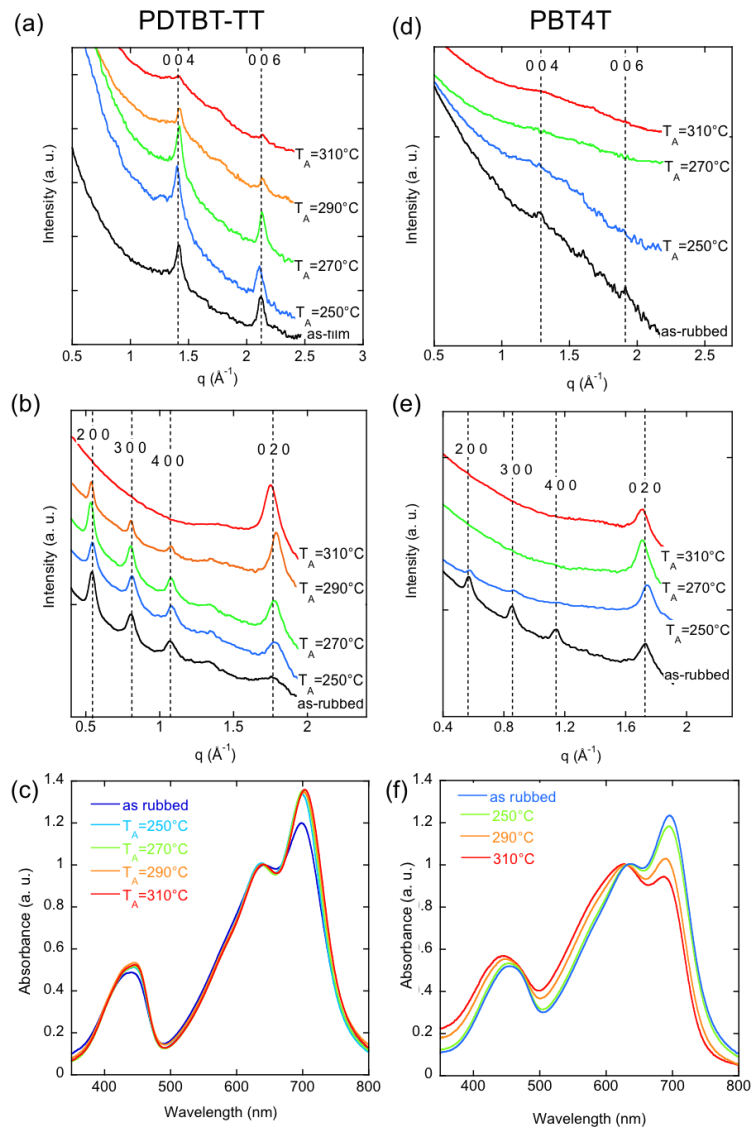 PDTBT-TT
PBT4T
(a)
0 0 4
0 0 6
T_A=310°C
T_A=290°C
T_A=270°C
T_A=250°C
as-film
Intensity (a. u.)
0.5 1 1.5 2 2.5 3
q (Å⁻¹)
(d)
0 0 4
0 0 6
T_A=310°C
T_A=270°C
T_A=250°C
as-rubbed
Intensity (a. u.)
0.5 1 1.5 2 2.5
q (Å⁻¹)
(b)
2 0 0
3 0 0
4 0 0
0 2 0
T_A=310°C
T_A=290°C
T_A=270°C
T_A=250°C
as-rubbed
Intensity (a. u.)
0.5 1 1.5 2
q (Å⁻¹)
(e)
2 0 0
3 0 0
4 0 0
0 2 0
T_A=310°C
T_A=270°C
T_A=250°C
as-rubbed
Intensity (a. u.)
0.4 0.8 1.2 1.6 2
q (Å⁻¹)
(c)
1.4
1.2
1
0.8
0.6
0.4
0.2
0
as rubbed
T_A=250°C
T_A=270°C
T_A=290°C
T_A=310°C
Absorbance (a. u.)
400 500 600 700 800
Wavelength (nm)
(f)
1.4
1.2
1
0.8
0.6
0.4
0.2
0
as rubbed
250°C
290°C
310°C
Absorbance (a. u.)
400 500 600 700 800
Wavelength (nm)